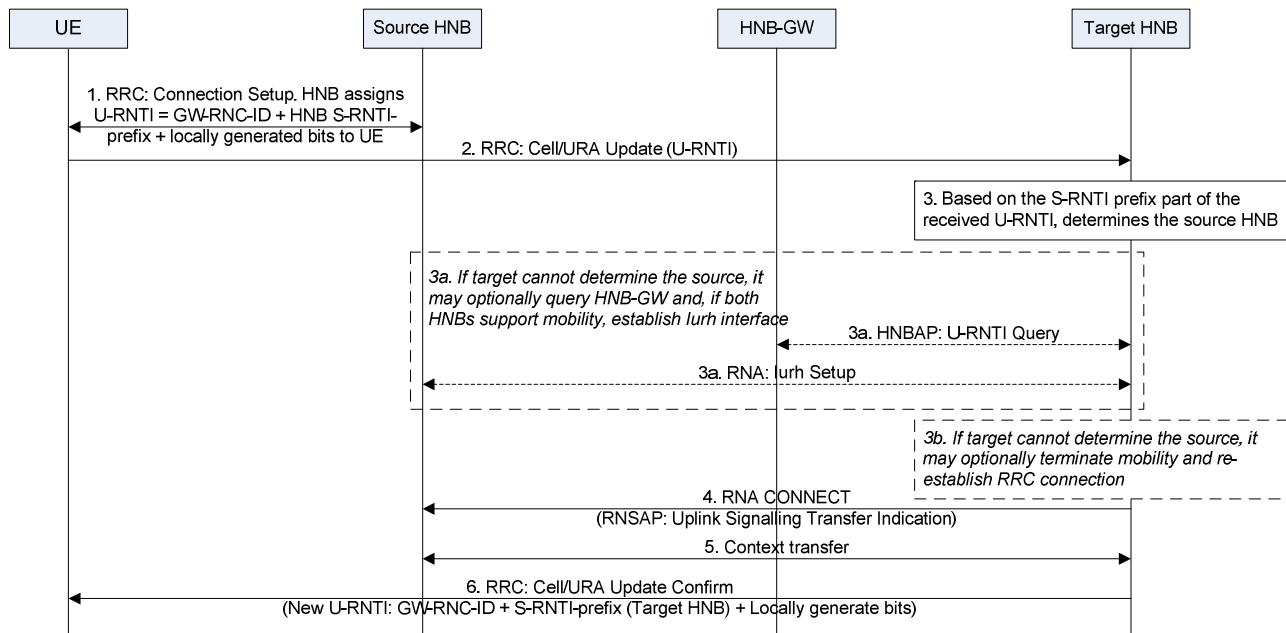 UE
Source HNB
HNB-GW
Target HNB
1. RRC: Connection Setup. HNB assigns
U-RNTI = GW-RNC-ID + HNB S-RNTI-
prefix + locally generated bits to UE
2. RRC: Cell/URA Update (U-RNTI)
3. Based on the S-RNTI prefix part of the
received U-RNTI, determines the source HNB
3a. If target cannot determine the source, it
may optionally query HNB-GW and, if both
HNBs support mobility, establish Iurh interface
3a. HNBAP: U-RNTI Query
3a. RNA: Iurh Setup
3b. If target cannot determine the source, it
may optionally terminate mobility and re-
establish RRC connection
4. RNA CONNECT
(RNSAP: Uplink Signalling Transfer Indication)
5. Context transfer
6. RRC: Cell/URA Update Confirm
(New U-RNTI: GW-RNC-ID + S-RNTI-prefix (Target HNB) + Locally generate bits)